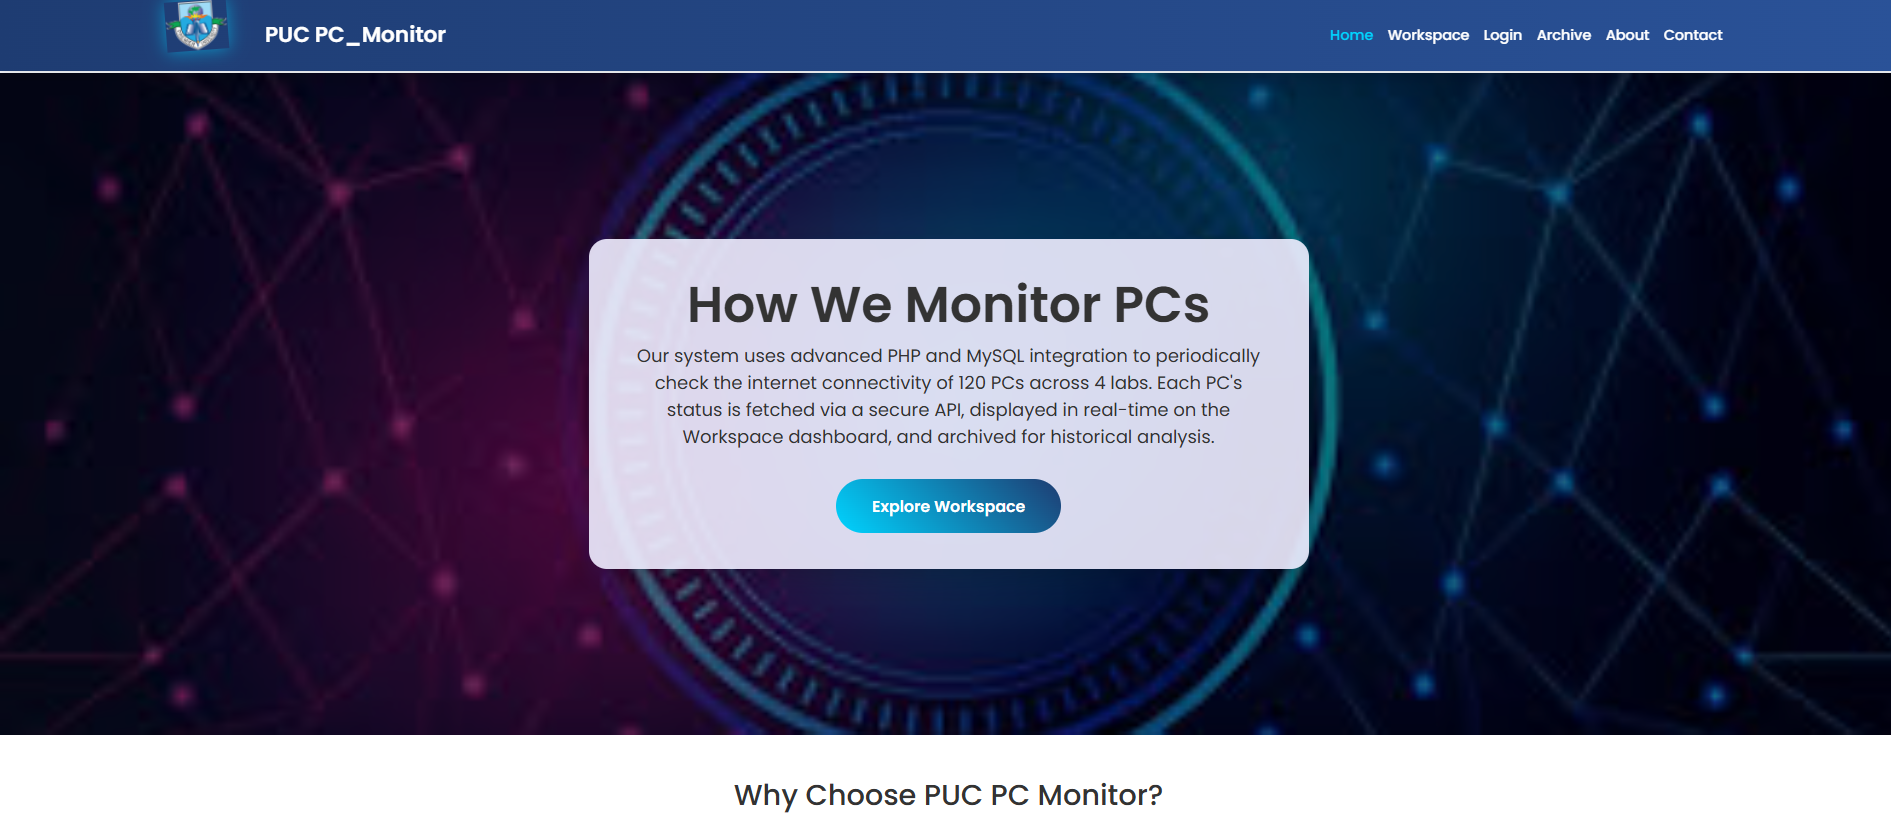 PUC PC_Monitor
Home Workspace Login Archive About Contact
How We Monitor PCs
Our system uses advanced PHP and MySQL integration to periodically
check the internet connectivity of 120 PCs across 4 labs. Each PC's
status is fetched via a secure API, displayed in real-time on the
Workspace dashboard, and archived for historical analysis.
Explore Workspace
Why Choose PUC PC Monitor?